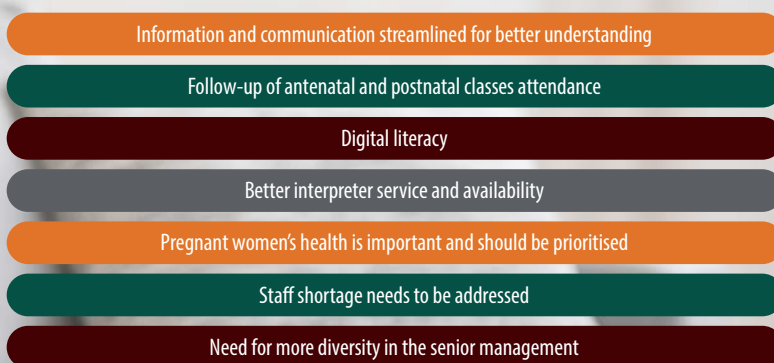 Information and communication streamlined for better understanding
Follow-up of antenatal and postnatal classes attendance
Digital literacy
Better interpreter service and availability
Pregnant women's health is important and should be prioritised
Staff shortage needs to be addressed
Need for more diversity in the senior management